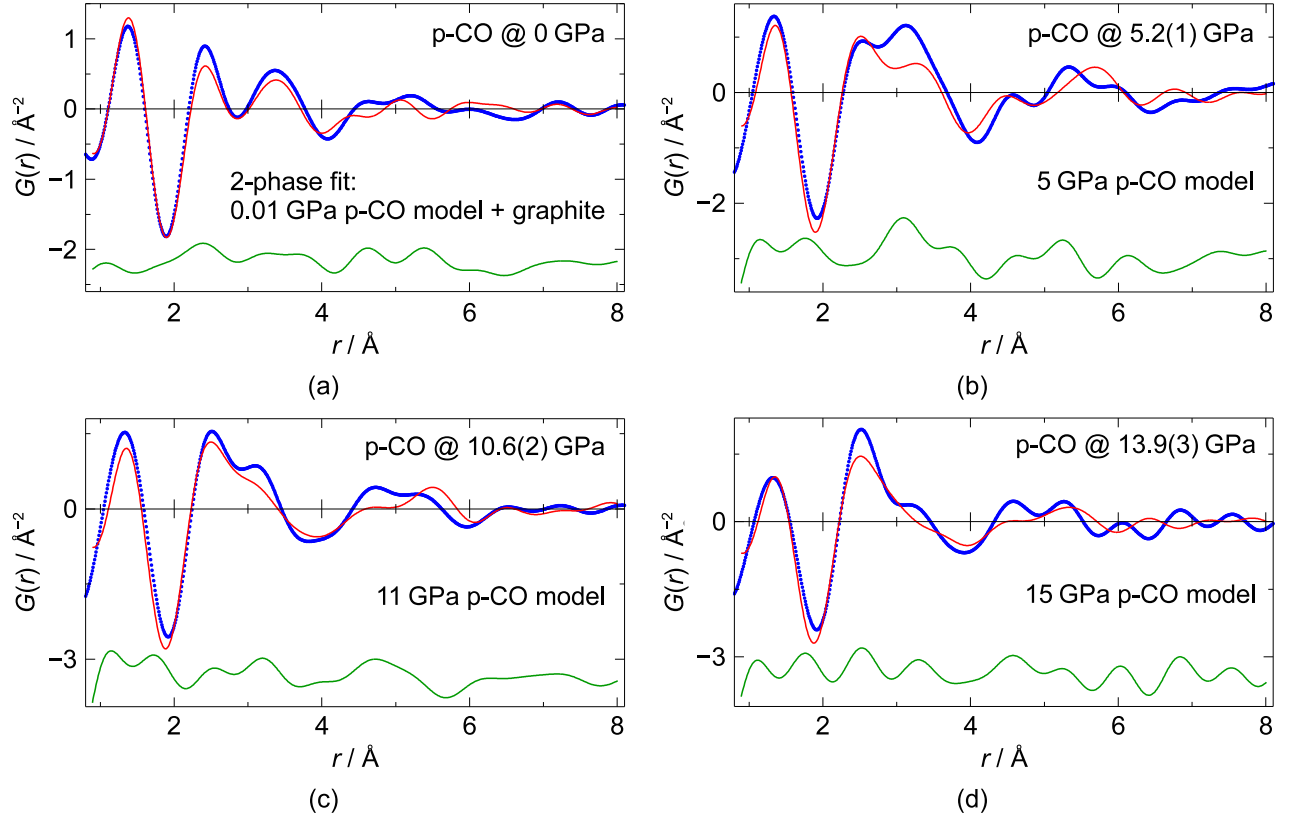 p-CO @ 0 GPa
1
0
−1
−2
G(r) / Å⁻²
2-phase fit:
0.01 GPa p-CO model + graphite
2 4 6 8
r / Å
(a)
p-CO @ 5.2(1) GPa
0
−2
G(r) / Å⁻²
5 GPa p-CO model
2 4 6 8
r / Å
(b)
p-CO @ 10.6(2) GPa
0
−3
G(r) / Å⁻²
11 GPa p-CO model
2 4 6 8
r / Å
(c)
p-CO @ 13.9(3) GPa
0
−3
G(r) / Å⁻²
15 GPa p-CO model
2 4 6 8
r / Å
(d)